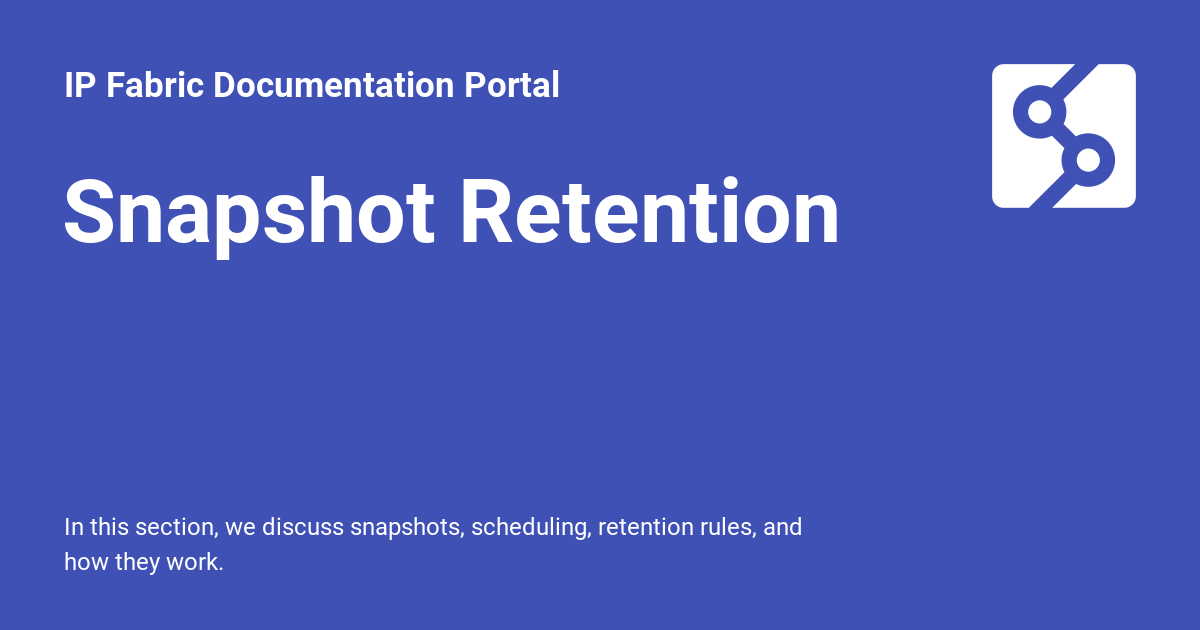 IP Fabric Documentation Portal
Snapshot Retention
In this section, we discuss snapshots, scheduling, retention rules, and
how they work.